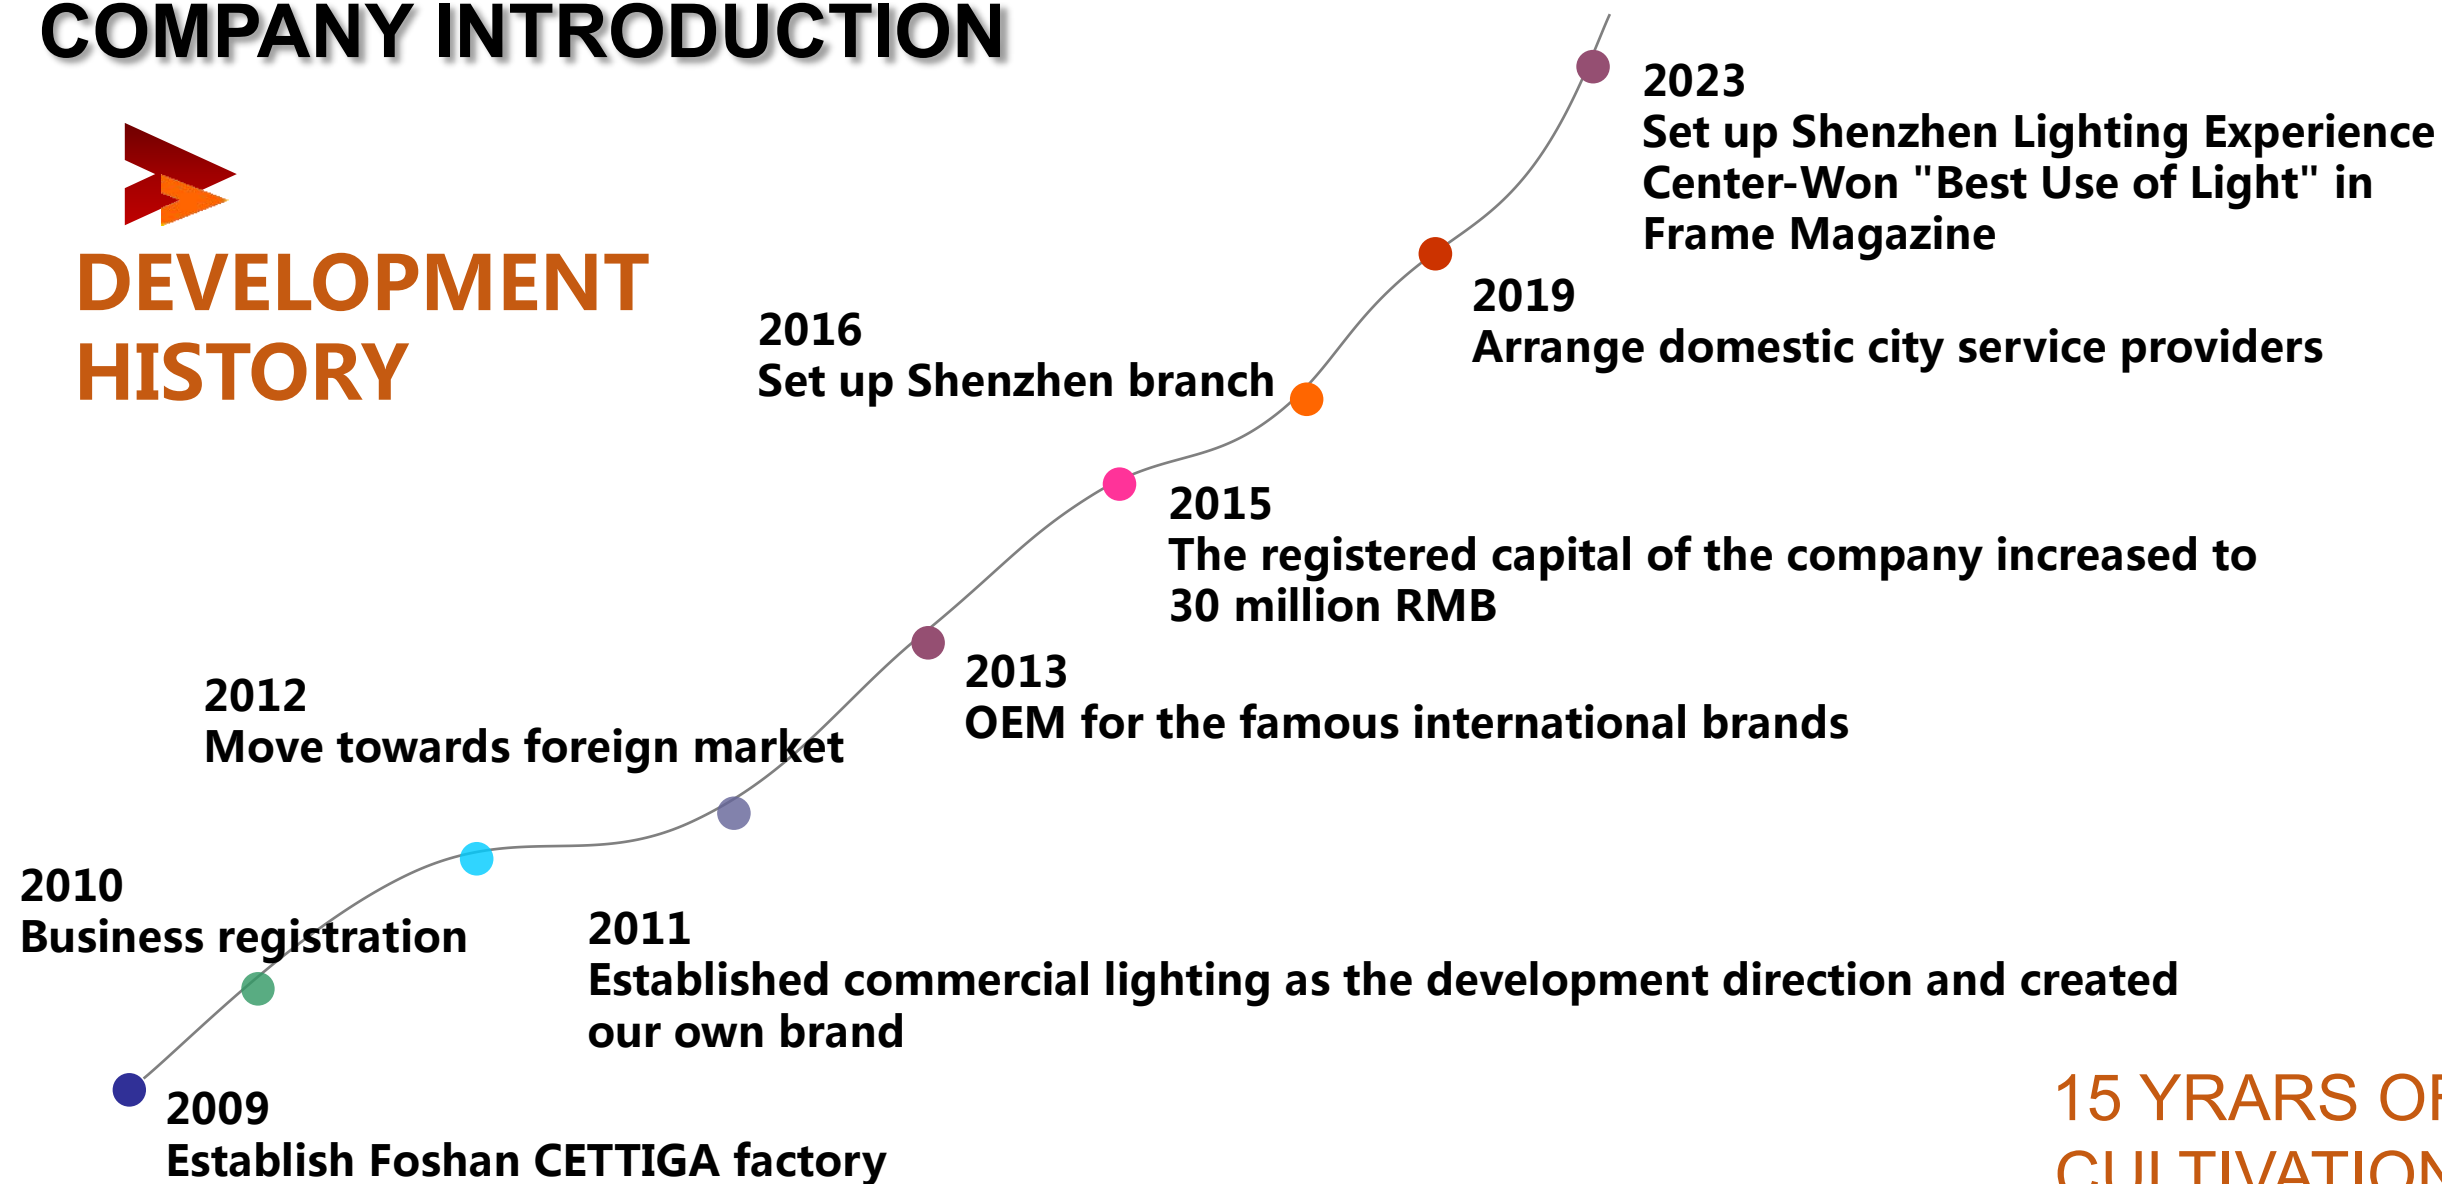 COMPANY INTRODUCTION
DEVELOPMENT
HISTORY
2023
Set up Shenzhen Lighting Experience
Center-Won "Best Use of Light" in
Frame Magazine
2019
Arrange domestic city service providers
2016
Set up Shenzhen branch
2015
The registered capital of the company increased to
30 million RMB
2013
OEM for the famous international brands
2012
Move towards foreign market
2010
Business registration
2011
Established commercial lighting as the development direction and created
our own brand
2009
Establish Foshan CETTIGA factory
15 YRARS OF
CULTIVATION